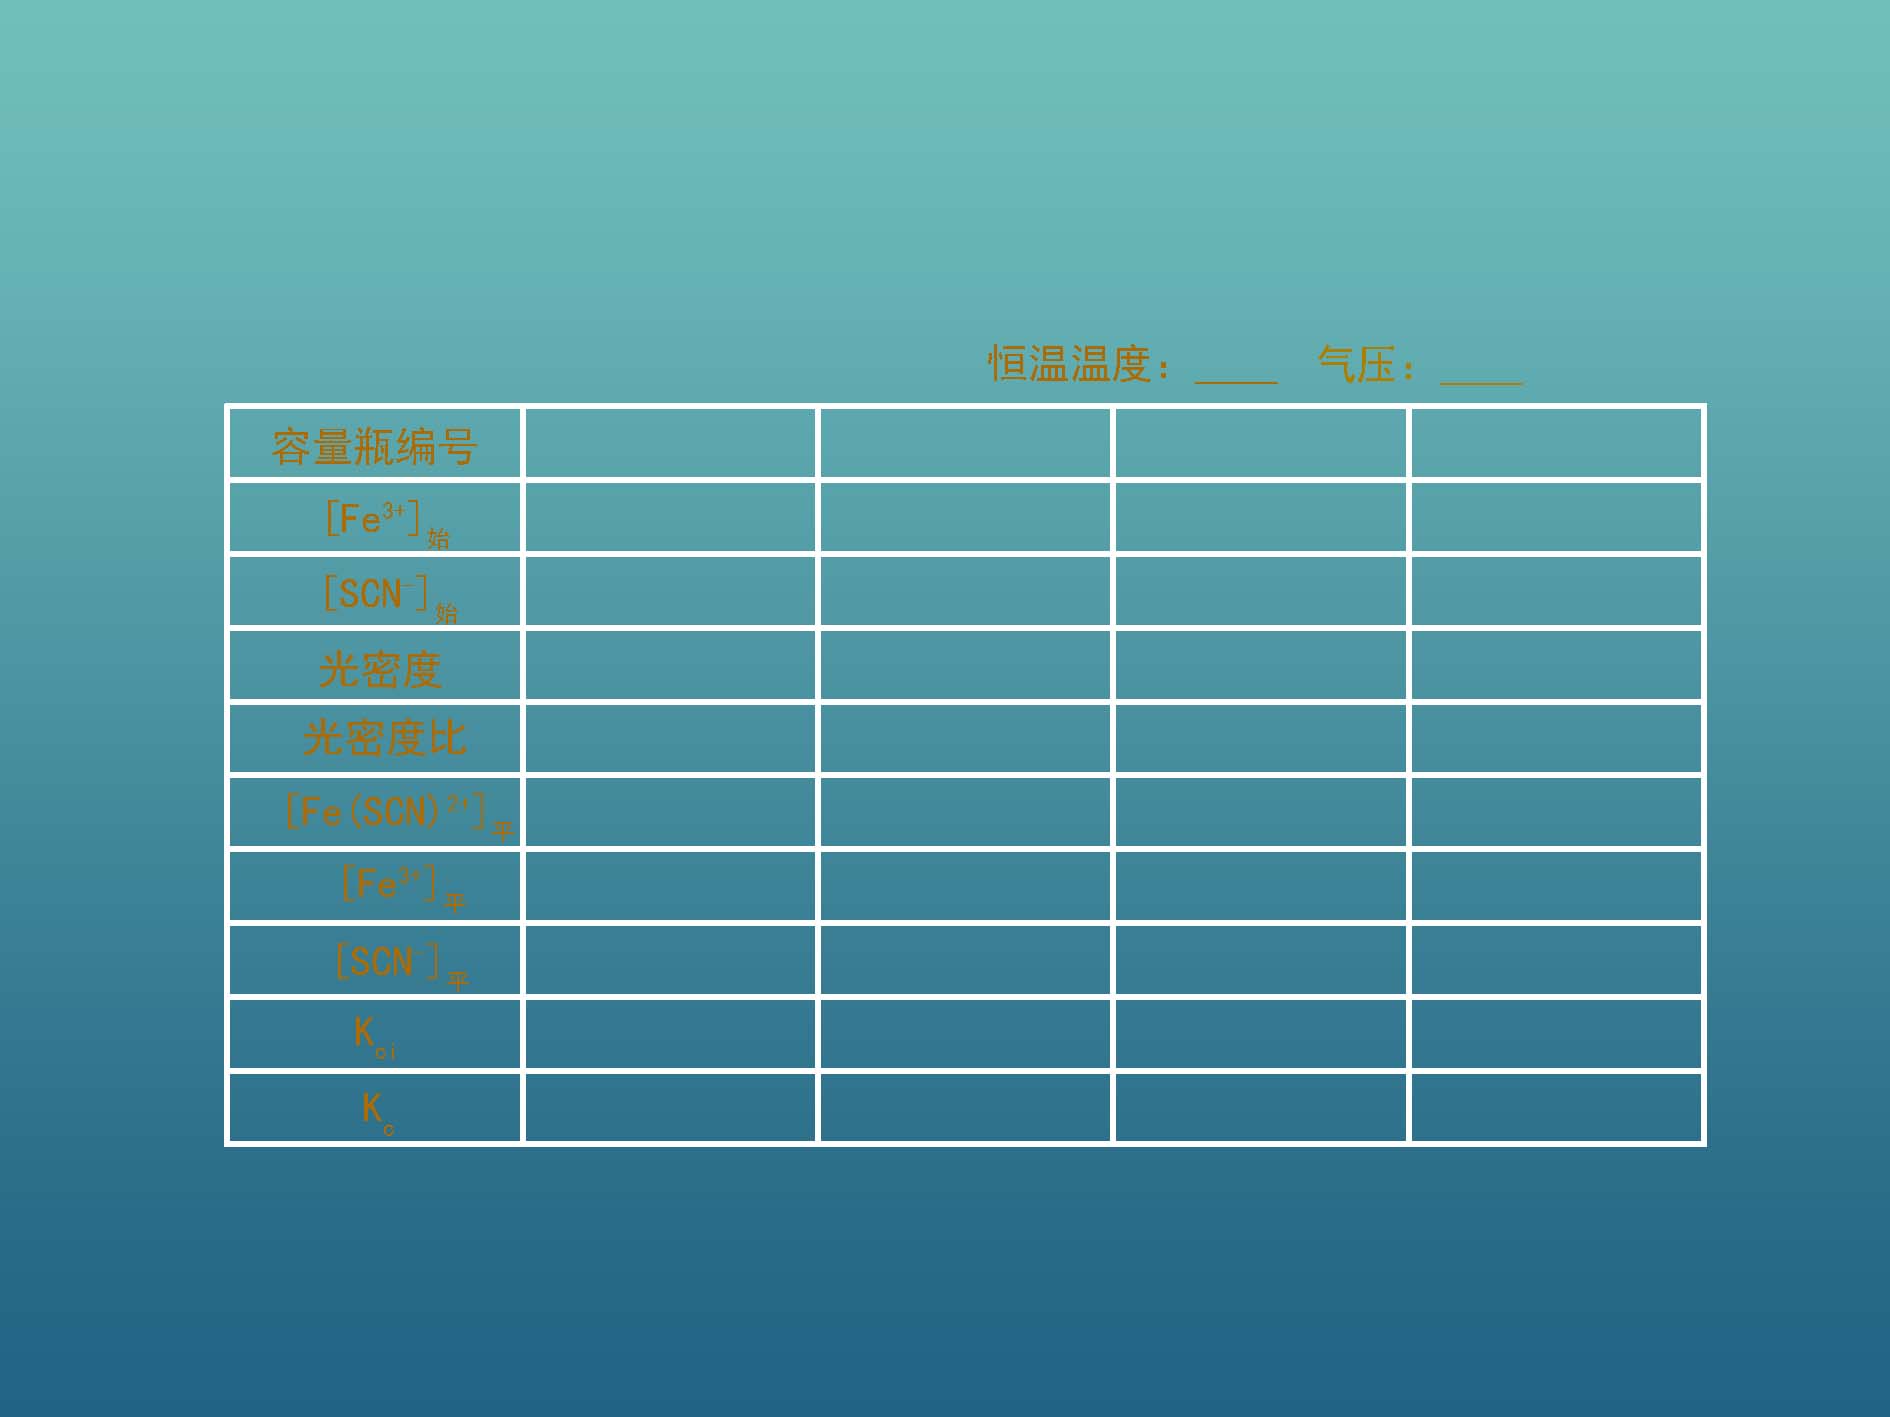 恒温温度：____ 气压：____
容量瓶编号
[Fe³⁺]始
[SCN⁻]始
光密度
光密度比
[Fe(SCN)²⁺]平
[Fe³⁺]平
[SCN⁻]平
Kci
Kc